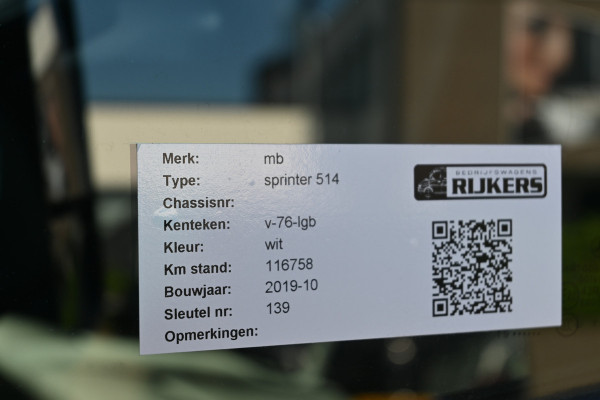 Merk: mb
Type: sprinter 514
Chassisnr:
Kenteken: v-76-lgb
Kleur: wit
Km stand: 116758
Bouwjaar: 2019-10
Sleutel nr: 139
Opmerkingen:
BEDRIJFSWAGENS
RIJKERS